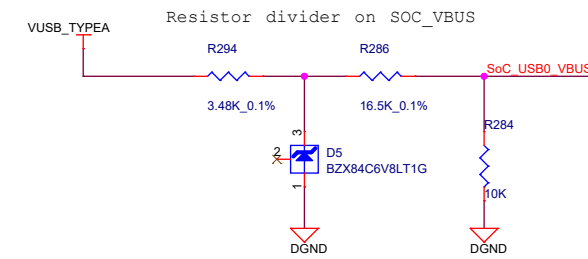 Resistor divider on SOC_VBUS
VUSB_TYPEA
R294
R286
SoC_USB0_VBUS
3.48K_0.1%
16.5K_0.1%
R284
3
2
D5
BZX84C6V8LT1G
1
10K
DGND
DGND